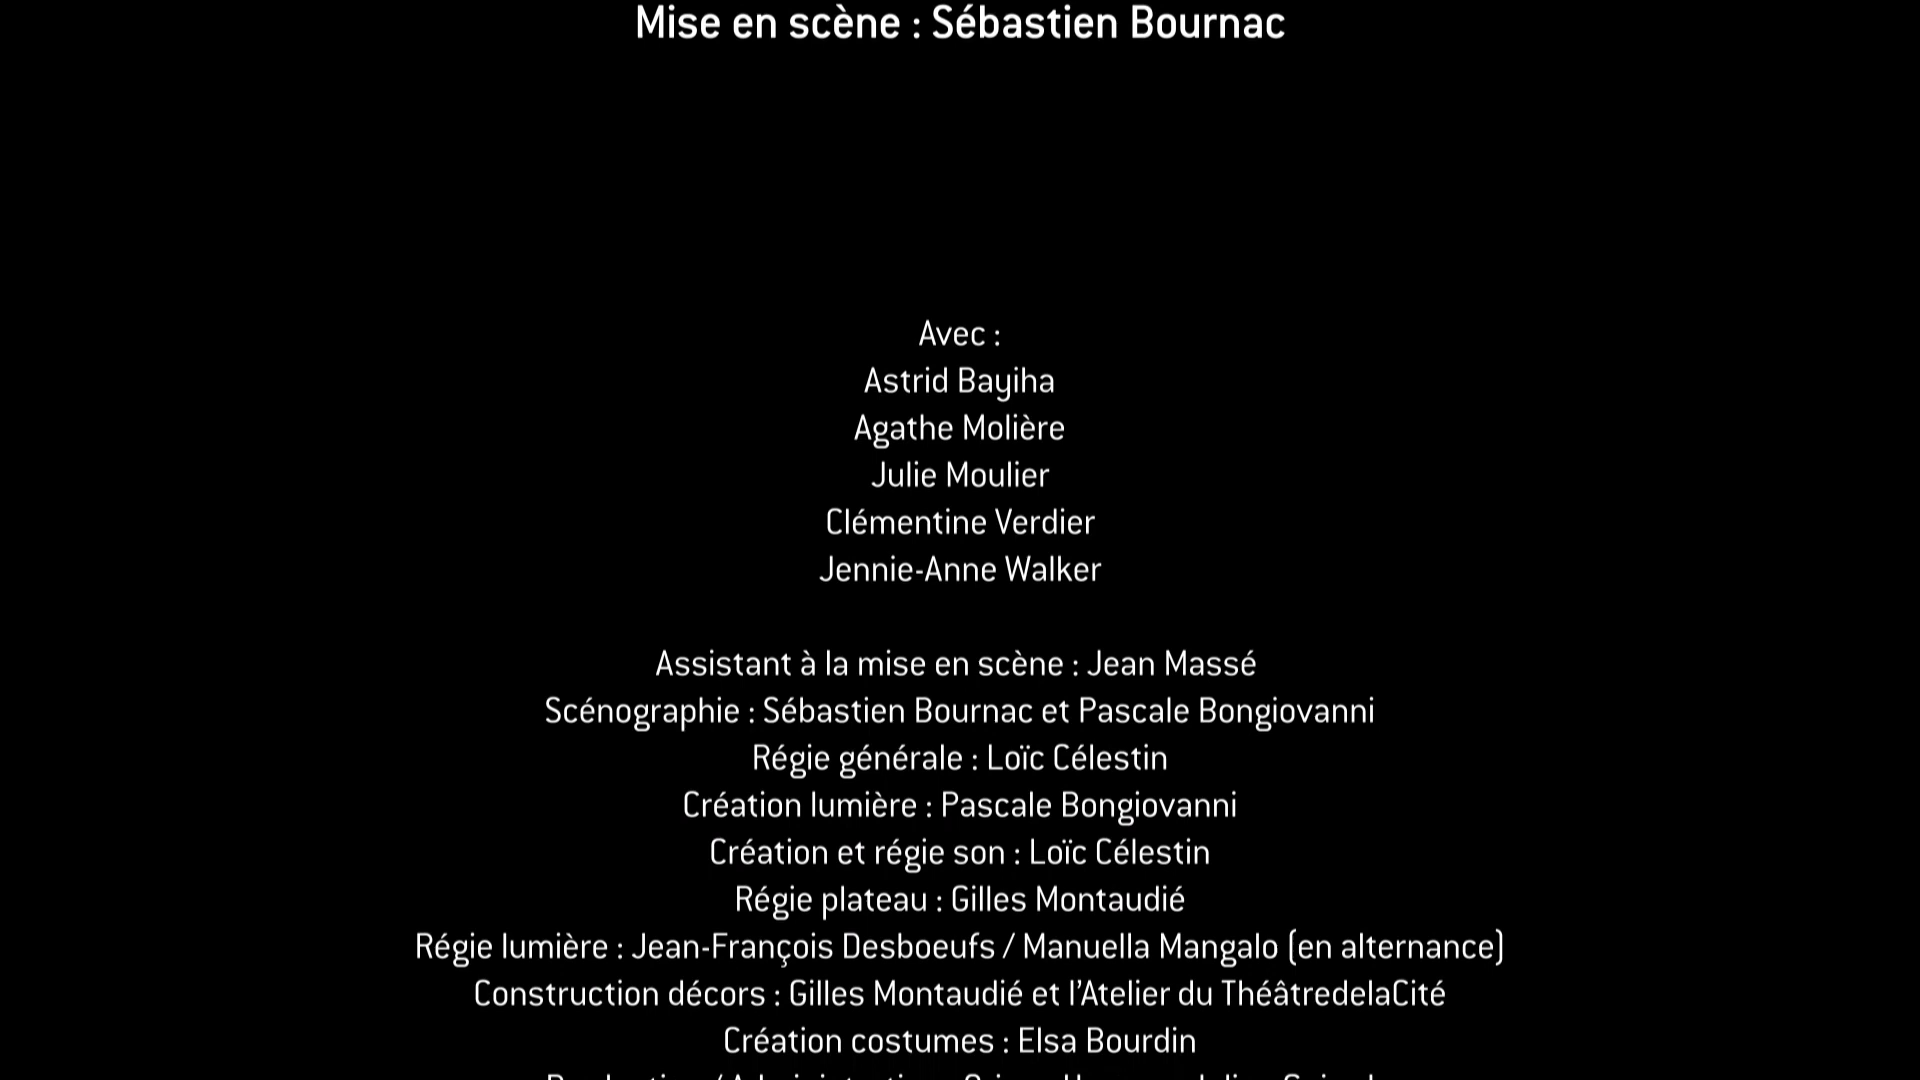 Mise en scène : Sébastien Bournac
Avec :
Astrid Bayiha
Agathe Molière
Julie Moulier
Clémentine Verdier
Jennie-Anne Walker
Assistant à la mise en scène : Jean Massé
Scénographie : Sébastien Bournac et Pascale Bongiovanni
Régie générale : Loïc Célestin
Création lumière : Pascale Bongiovanni
Création et régie son : Loïc Célestin
Régie plateau : Gilles Montaudié
Régie lumière : Jean-François Desboeufs / Manuella Mangalo (en alternance)
Construction décors : Gilles Montaudié et l’Atelier du ThéâtredelaCité
Création costumes : Elsa Bourdin